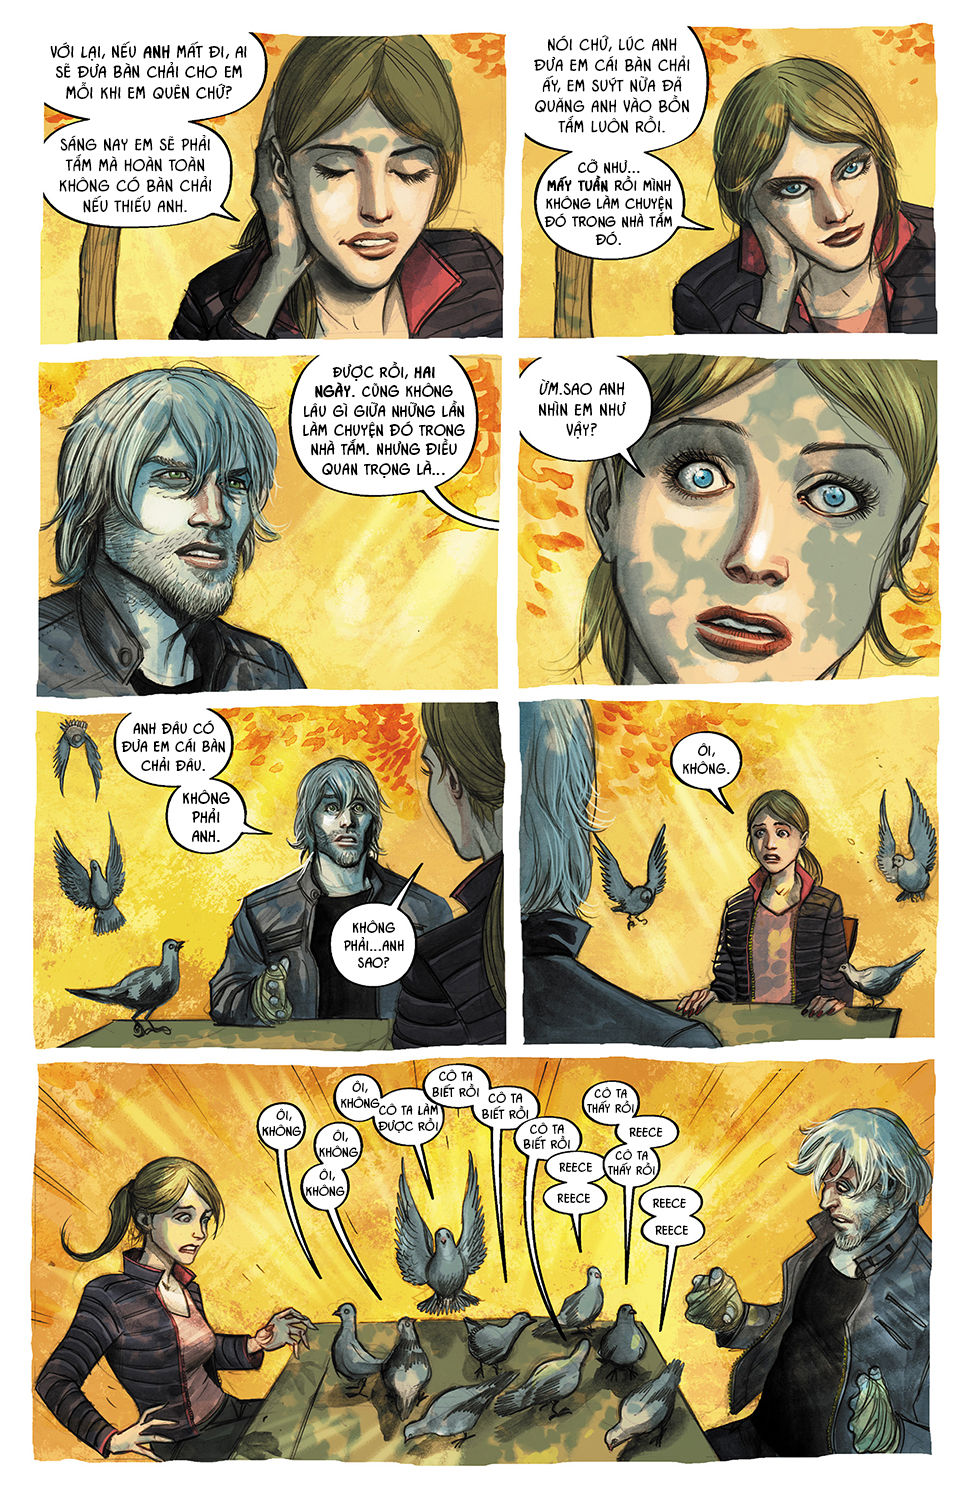 VỚI LẠI, NẾU ANH MẤT ĐI, AI
SẼ ĐƯA BÀN CHẢI CHO EM
MỖI KHI EM QUÊN CHỨ?
SÁNG NAY EM SẼ PHẢI
TẮM MÀ HOÀN TOÀN
KHÔNG CÓ BÀN CHẢI
NẾU THIẾU ANH.
NÓI CHỨ, LÚC ANH
ĐƯA EM CÁI BÀN CHẢI
ẤY, EM SUÝT NỮA ĐÃ
QUẲNG ANH VÀO BỒN
TẮM LUÔN RỒI.
CỠ NHƯ...
MẤY TUẦN RỒI MÌNH
KHÔNG LÀM CHUYỆN
ĐÓ TRONG NHÀ TẮM
ĐÓ.
ĐƯỢC RỒI, HAI
NGÀY. CŨNG KHÔNG
LÂU GÌ GIỮA NHỮNG LẦN
LÀM CHUYỆN ĐÓ TRONG
NHÀ TẮM. NHƯNG ĐIỀU
QUAN TRỌNG LÀ...
ỪM.SAO ANH
NHÌN EM NHƯ
VẬY?
ANH ĐÂU CÓ
ĐƯA EM CÁI BÀN
CHẢI ĐÂU.
KHÔNG
PHẢI
ANH.
KHÔNG
PHẢI...ANH
SAO?
ÔI,
KHÔNG.
ÔI,
KHÔNG
ÔI,
KHÔNG
ÔI,
KHÔNG
ÔI,
KHÔNG
CÔ TA LÀM
ĐƯỢC RỒI
CÔ TA
BIẾT RỒI
CÔ TA
BIẾT RỒI
CÔ TA
BIẾT RỒI
REECE
REECE
CÔ TA
THẤY RỒI
REECE
CÔ TA
THẤY RỒI
REECE
REECE